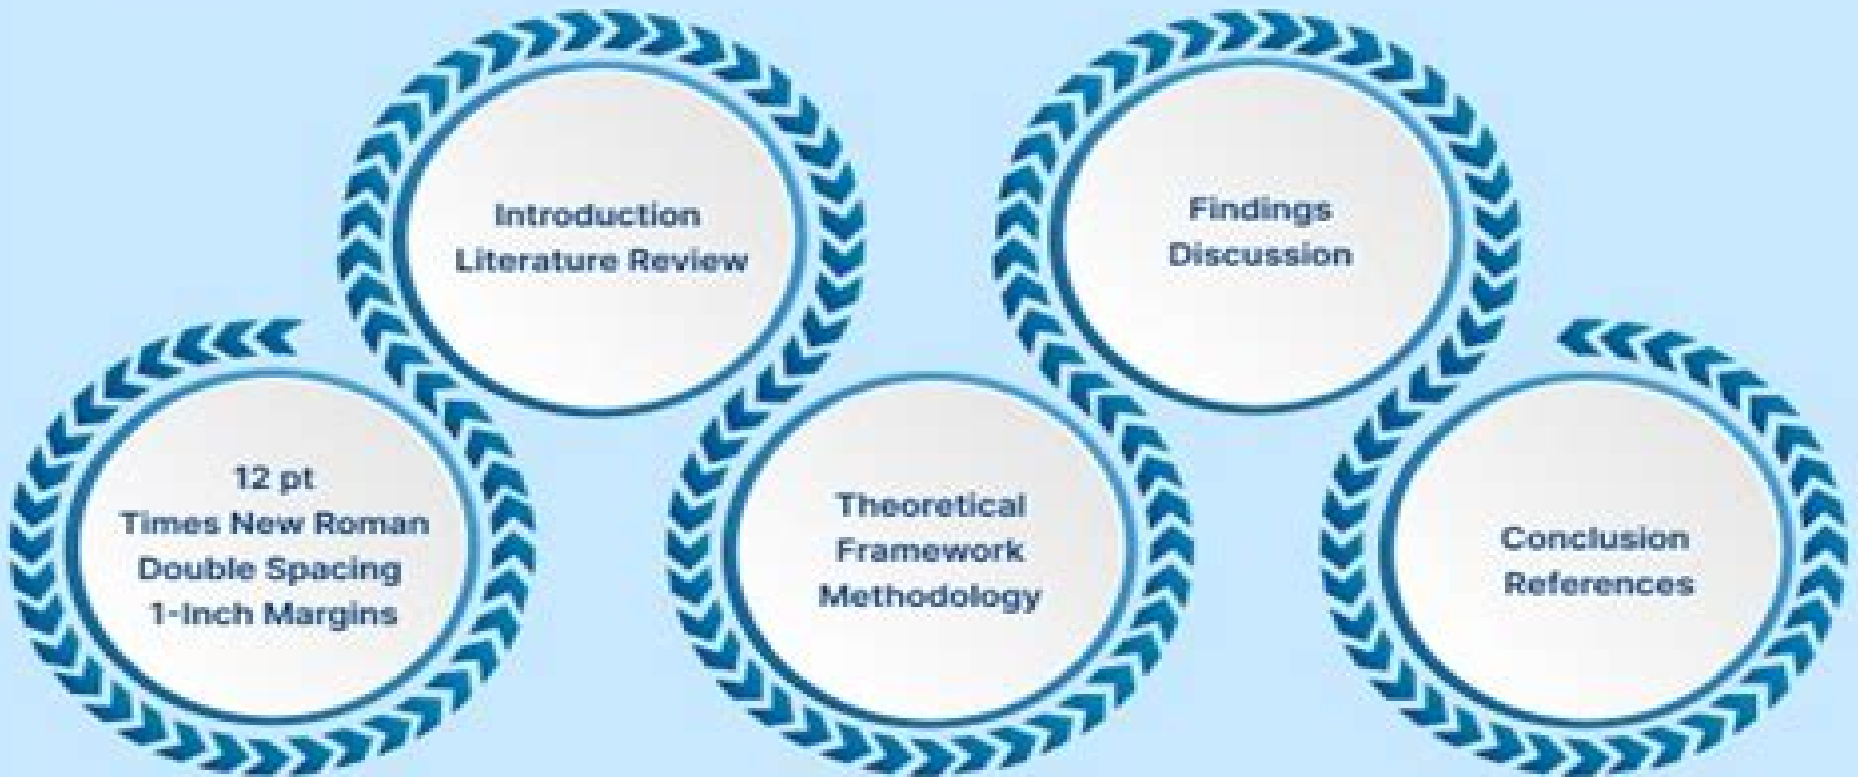 12 pt
Times New Roman
Double Spacing
1-Inch Margins
Introduction
Literature Review
Theoretical
Framework
Methodology
Findings
Discussion
Conclusion
References